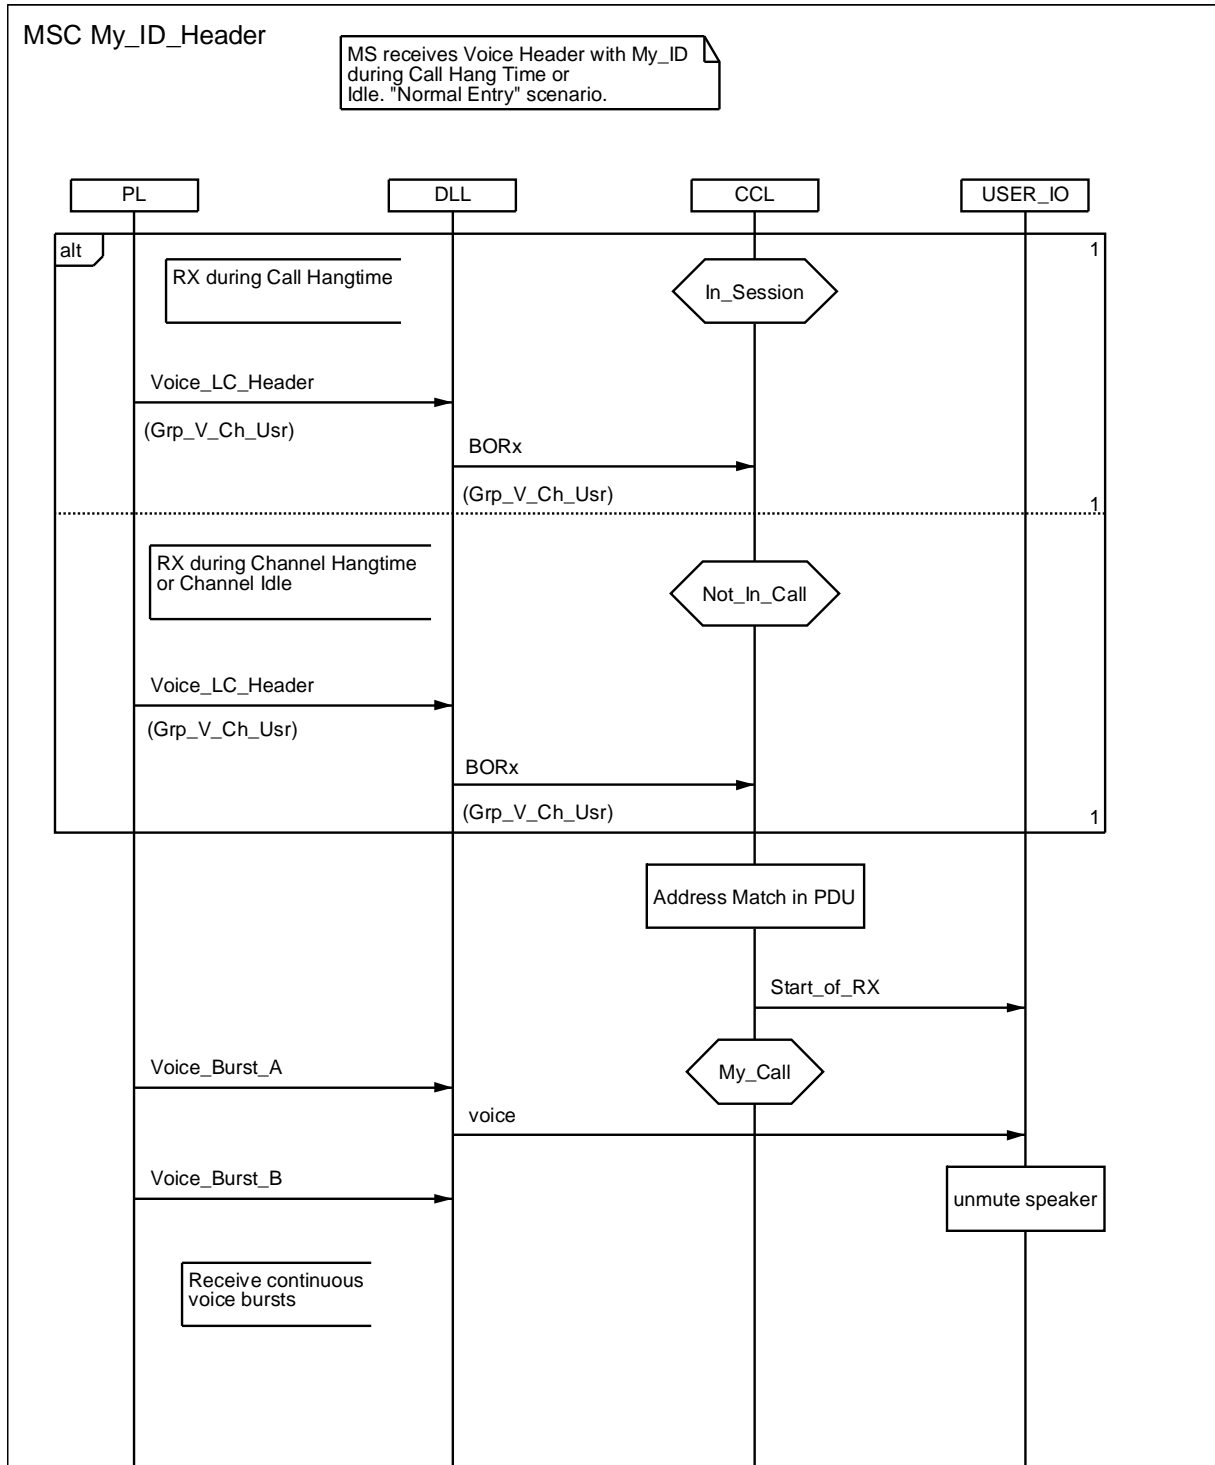 MSC My_ID_Header
MS receives Voice Header with My_ID
during Call Hang Time or
Idle. "Normal Entry" scenario.
PL
DLL
CCL
USER_IO
alt
1
RX during Call Hangtime
In_Session
Voice_LC_Header
(Grp_V_Ch_Usr)
BORx
(Grp_V_Ch_Usr)
1
RX during Channel Hangtime
or Channel Idle
Not_In_Call
Voice_LC_Header
(Grp_V_Ch_Usr)
BORx
(Grp_V_Ch_Usr)
1
Address Match in PDU
Start_of_RX
Voice_Burst_A
My_Call
voice
Voice_Burst_B
unmute speaker
Receive continuous
voice bursts